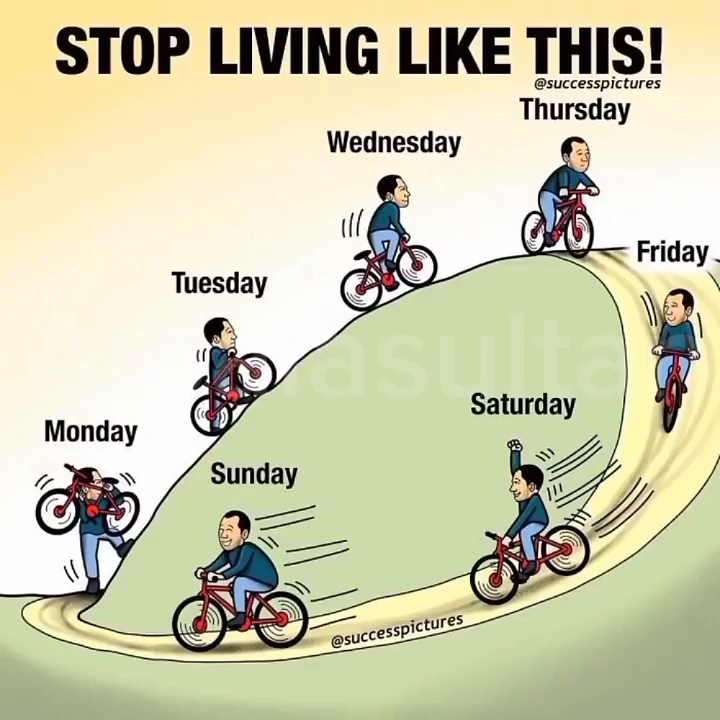 STOP LIVING LIKE THIS!
@successpictures
Thursday
Wednesday
Friday
Tuesday
Saturday
Monday
Sunday
@successpictures